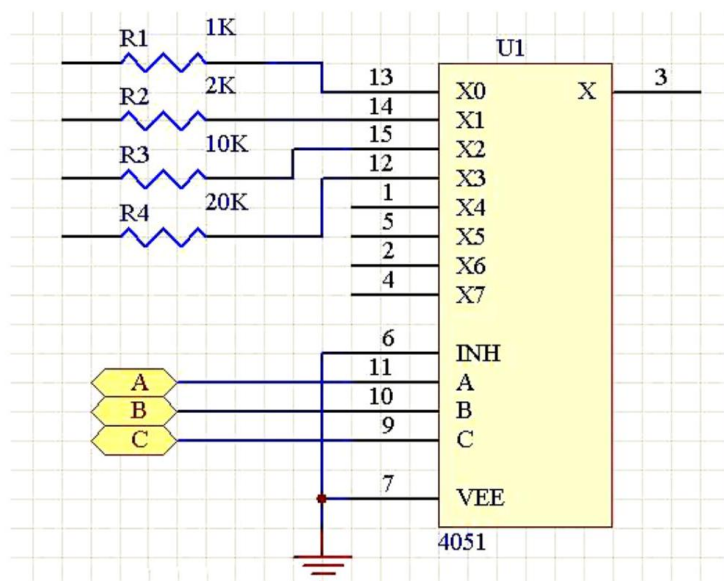 R1 1K
U1
R2 2K
R3 10K
R4 20K
13 X0 X 3
14 X1
15 X2
12 X3
1 X4
5 X5
2 X6
4 X7
6 INH
A 11 A
B 10 B
C 9 C
7 VEE
4051